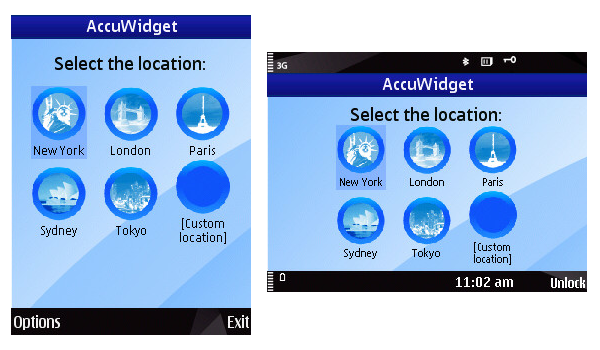 AccuWidget
Select the location:
New York London Paris
Sydney Tokyo [Custom
location]
Options Exit
3G
AccuWidget
Select the location:
New York London Paris
Sydney Tokyo [Custom
location]
11:02 am Unlock